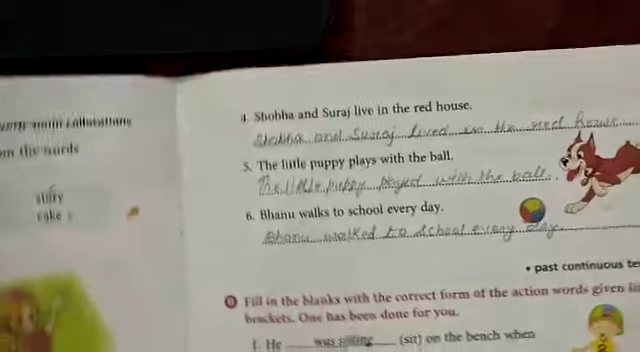 the words
story
cake
4. Shobha and Suraj live in the red house.
Shobha and Suraj lived in the red house
5. The little puppy plays with the ball.
The little puppy played with the ball.
6. Bhanu walks to school every day.
Bhanu walked to school every day
• past continuous
B Fill in the blanks with the correct form of the action words given in
brackets. One has been done for you.
1. He was sitting (sit) on the bench when